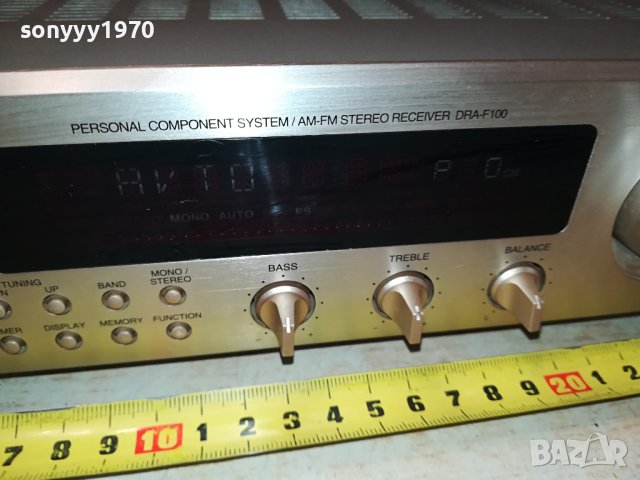 sonyyy1970
PERSONAL COMPONENT SYSTEM / AM-FM STEREO RECEIVER DRA-F100
MONO AUTO PS
TUNING
UP
BAND
MONO / STEREO
BASS
TREBLE
BALANCE
DISPLAY
MEMORY
FUNCTION
7 8 9 10 1 2 3 4 5 6 7 8 9 20 1
BAZAR